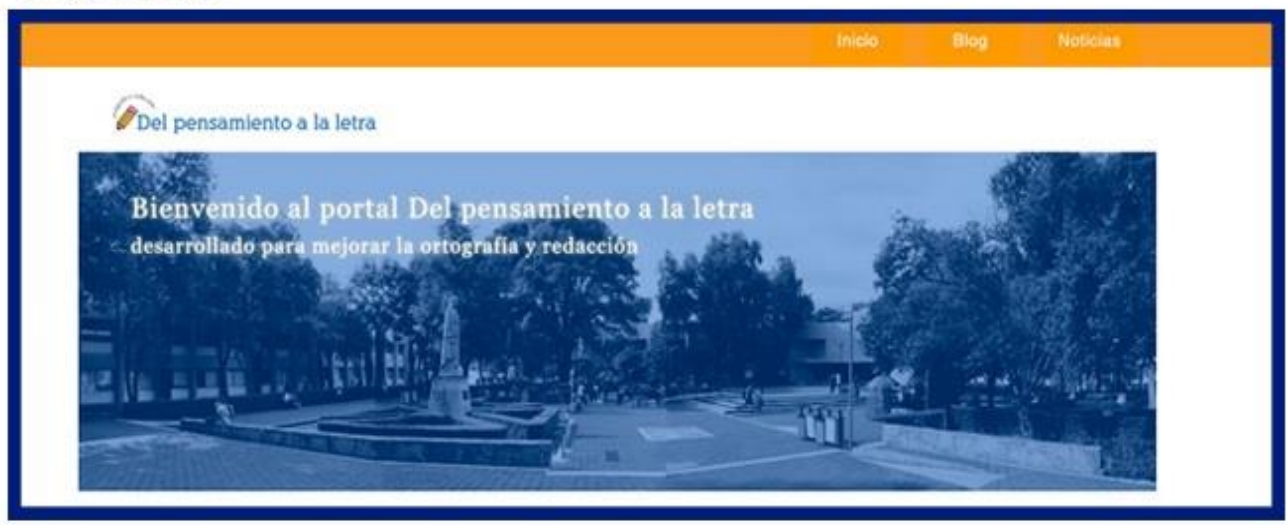 Inicio Blog Noticias
Del pensamiento a la letra
Bienvenido al portal Del pensamiento a la letra
desarrollado para mejorar la ortografía y redacción